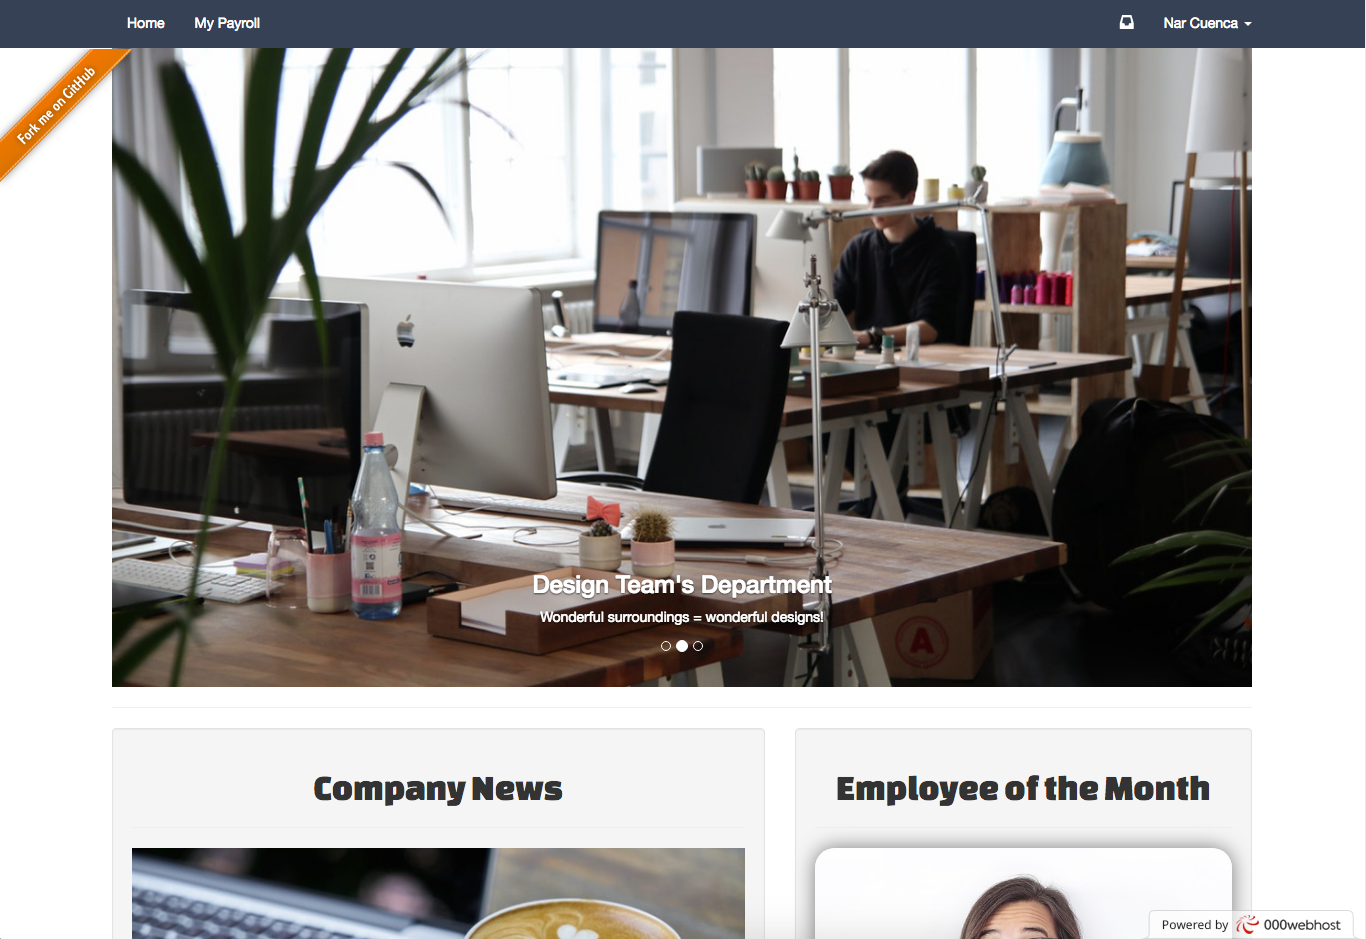 Home
My Payroll
Nar Cuenca
Fork me on GitHub
Design Team's Department
Wonderful surroundings = wonderful designs!
A
Company News
Employee of the Month
Powered by 000webhost